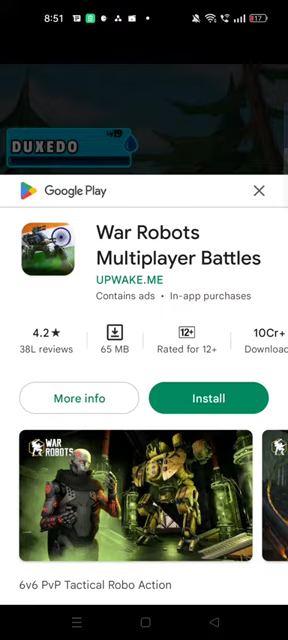 8:51
17
Lv19
DUXEDO
Google Play
War Robots
Multiplayer Battles
UPWAKE.ME
Contains ads • In-app purchases
4.2★
38L reviews
65 MB
12+
Rated for 12+
10Cr+
Downloa
More info
Install
WAR
ROBOTS
6v6 PvP Tactical Robo Action